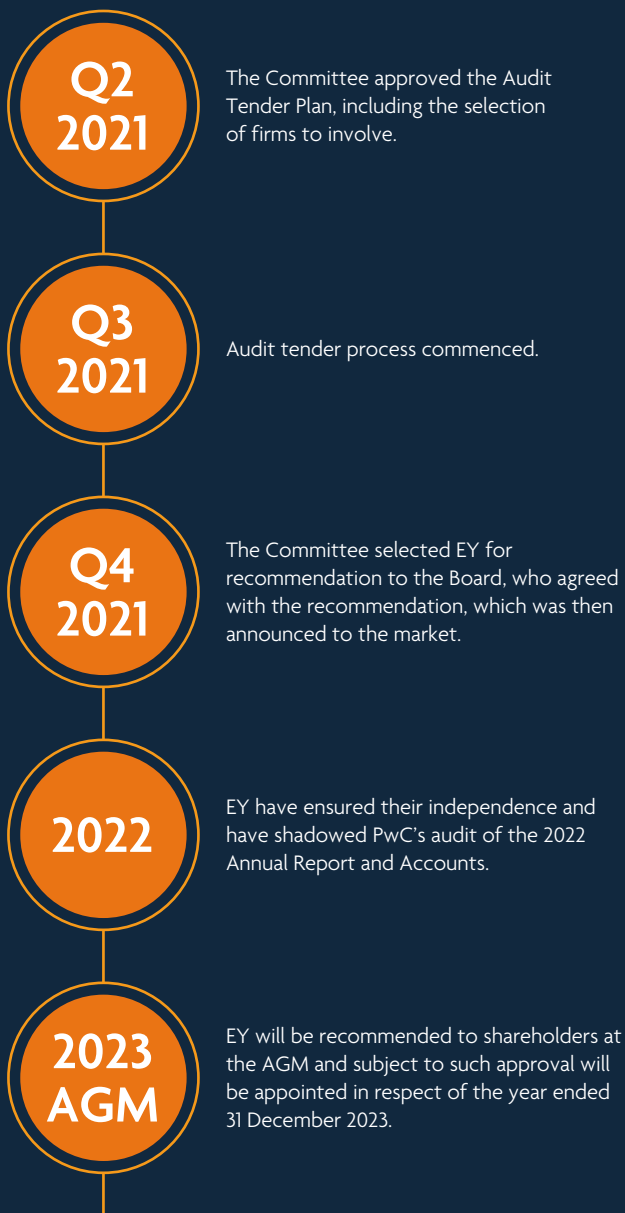 Q2
2021
The Committee approved the Audit
Tender Plan, including the selection
of firms to involve.
Q3
2021
Audit tender process commenced.
Q4
2021
The Committee selected EY for
recommendation to the Board, who agreed
with the recommendation, which was then
announced to the market.
2022
EY have ensured their independence and
have shadowed PwC’s audit of the 2022
Annual Report and Accounts.
2023
AGM
EY will be recommended to shareholders at
the AGM and subject to such approval will
be appointed in respect of the year ended
31 December 2023.